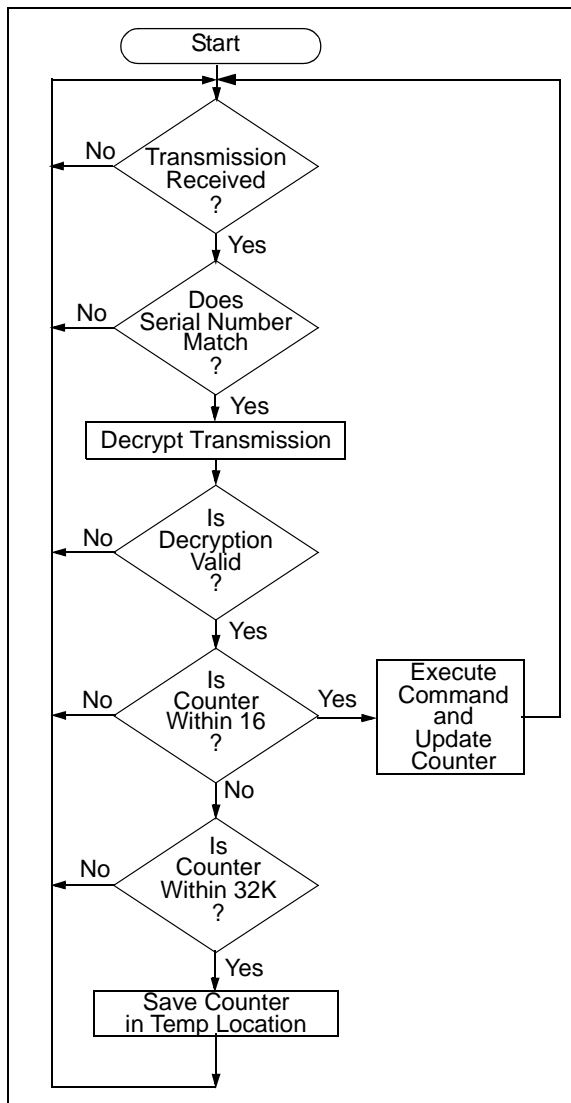 Start
No
Transmission
Received
?
Yes
No
Does
Serial Number
Match
?
Yes
Decrypt Transmission
No
Is
Decryption
Valid
?
Yes
No
Is
Counter
Within 16
?
Yes
Execute
Command
and
Update
Counter
No
No
Is
Counter
Within 32K
?
Yes
Save Counter
in Temp Location